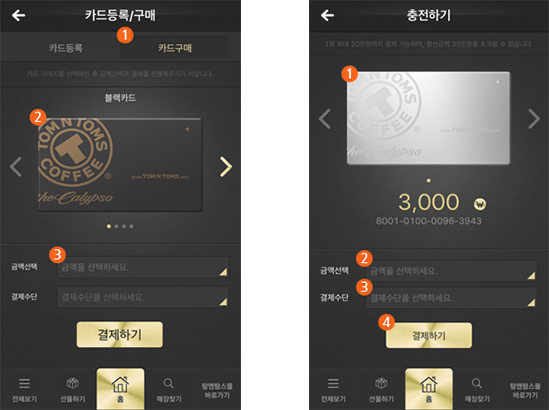 카드등록/구매
1
카드등록
카드구매
카드 이미지를 선택하신 후 금액선택과 결제를 진행해주시기 바랍니다.
블랙카드
2
TOM N TOMS
T
COFFEE
www.TOMNTOMS.com
the Calypso
3
금액선택
금액을 선택하세요.
결제수단
결제수단을 선택하세요.
결제하기
전체보기
선물하기
홈
매장찾기
탐앤탐스몰
바로가기
충전하기
1회 최대 30만원까지 결제 가능하며, 합산금액 30만원을 초과할 수 없습니다.
1
TOM N TOMS
T
COFFEE
www.TOMNTOMS.com
the Calypso
3,000 ₩
8001-0100-0096-3943
2
금액선택
금액을 선택하세요.
3
결제수단
결제수단을 선택하세요.
4
결제하기
전체보기
선물하기
홈
매장찾기
탐앤탐스몰
바로가기